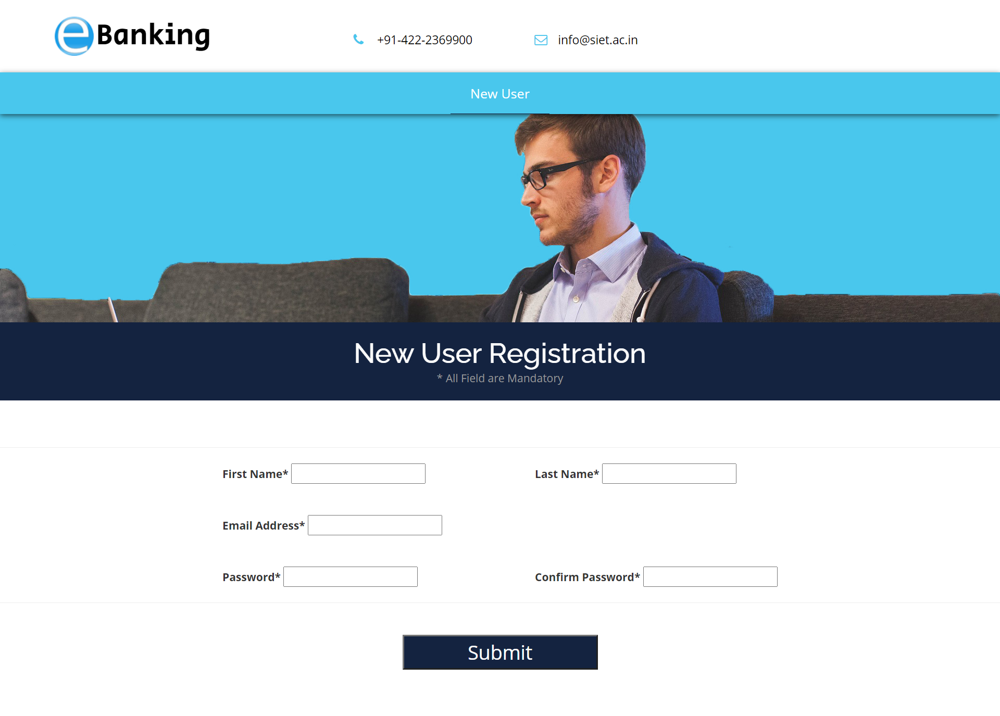 e Banking
+91-422-2369900
info@siet.ac.in
New User
New User Registration
* All Field are Mandatory
First Name*
Last Name*
Email Address*
Password*
Confirm Password*
Submit